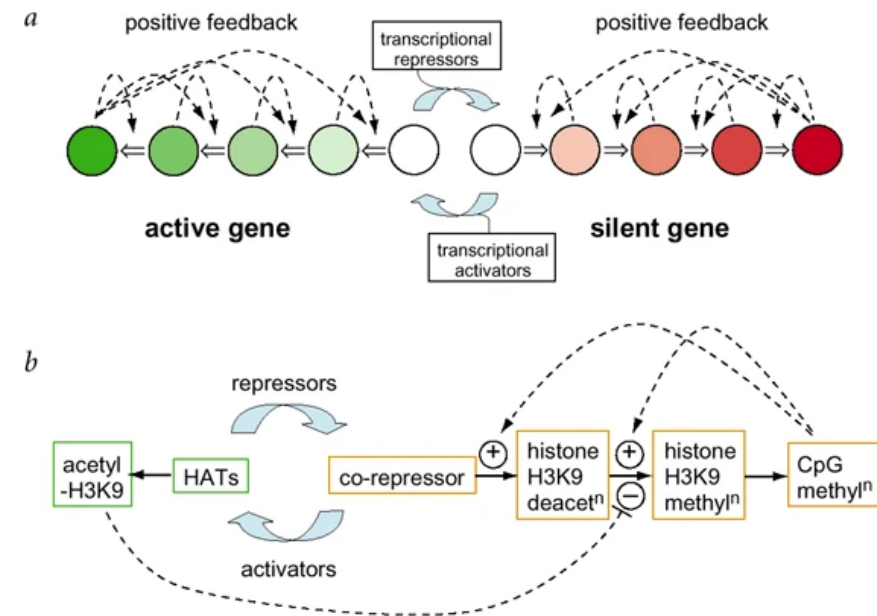 a
positive feedback
transcriptional
repressors
positive feedback
active gene
silent gene
transcriptional
activators
b
repressors
acetyl
-H3K9
HATs
co-repressor
+
histone
H3K9
deacetⁿ
+
−
histone
H3K9
methylⁿ
CpG
methylⁿ
activators